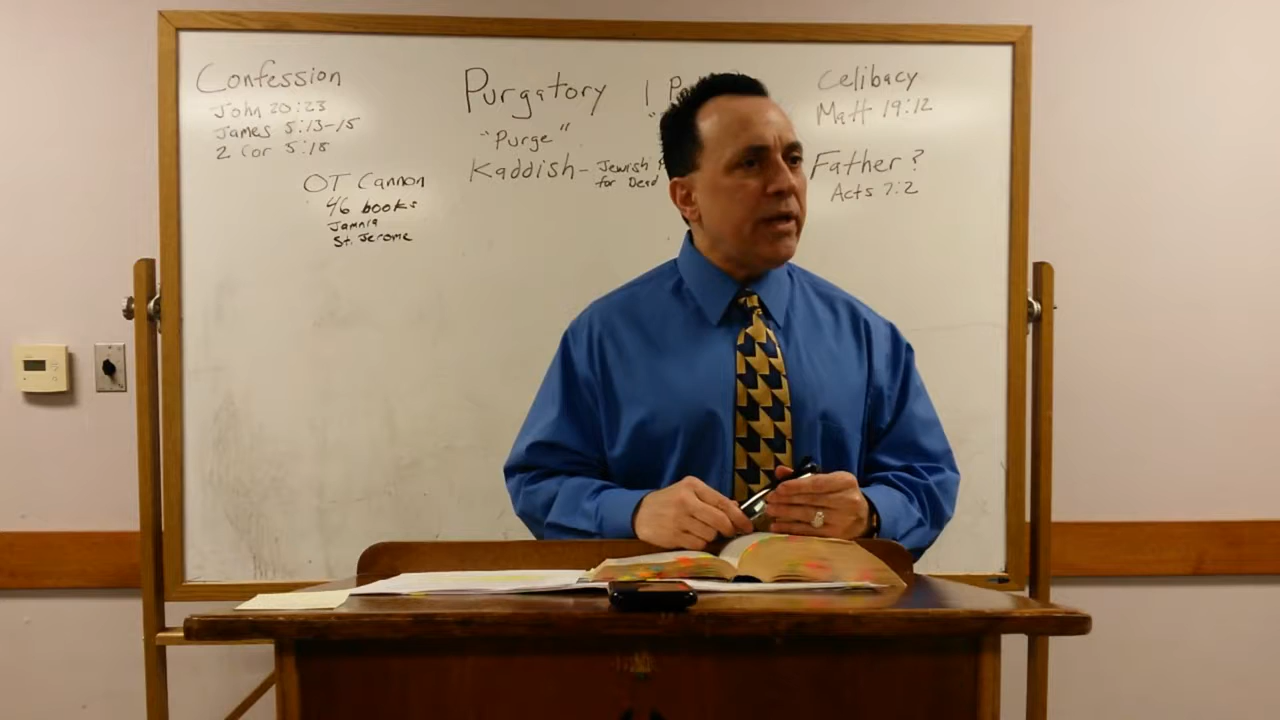 Confession
John 20:23
James 5:13-15
2 Cor 5:18
OT Cannon
46 books
Jamnia
St. Jerome
Purgatory
"Purge"
Kaddish - Jewish
for Dead
Celibacy
Matt 19:12
Father?
Acts 7:2